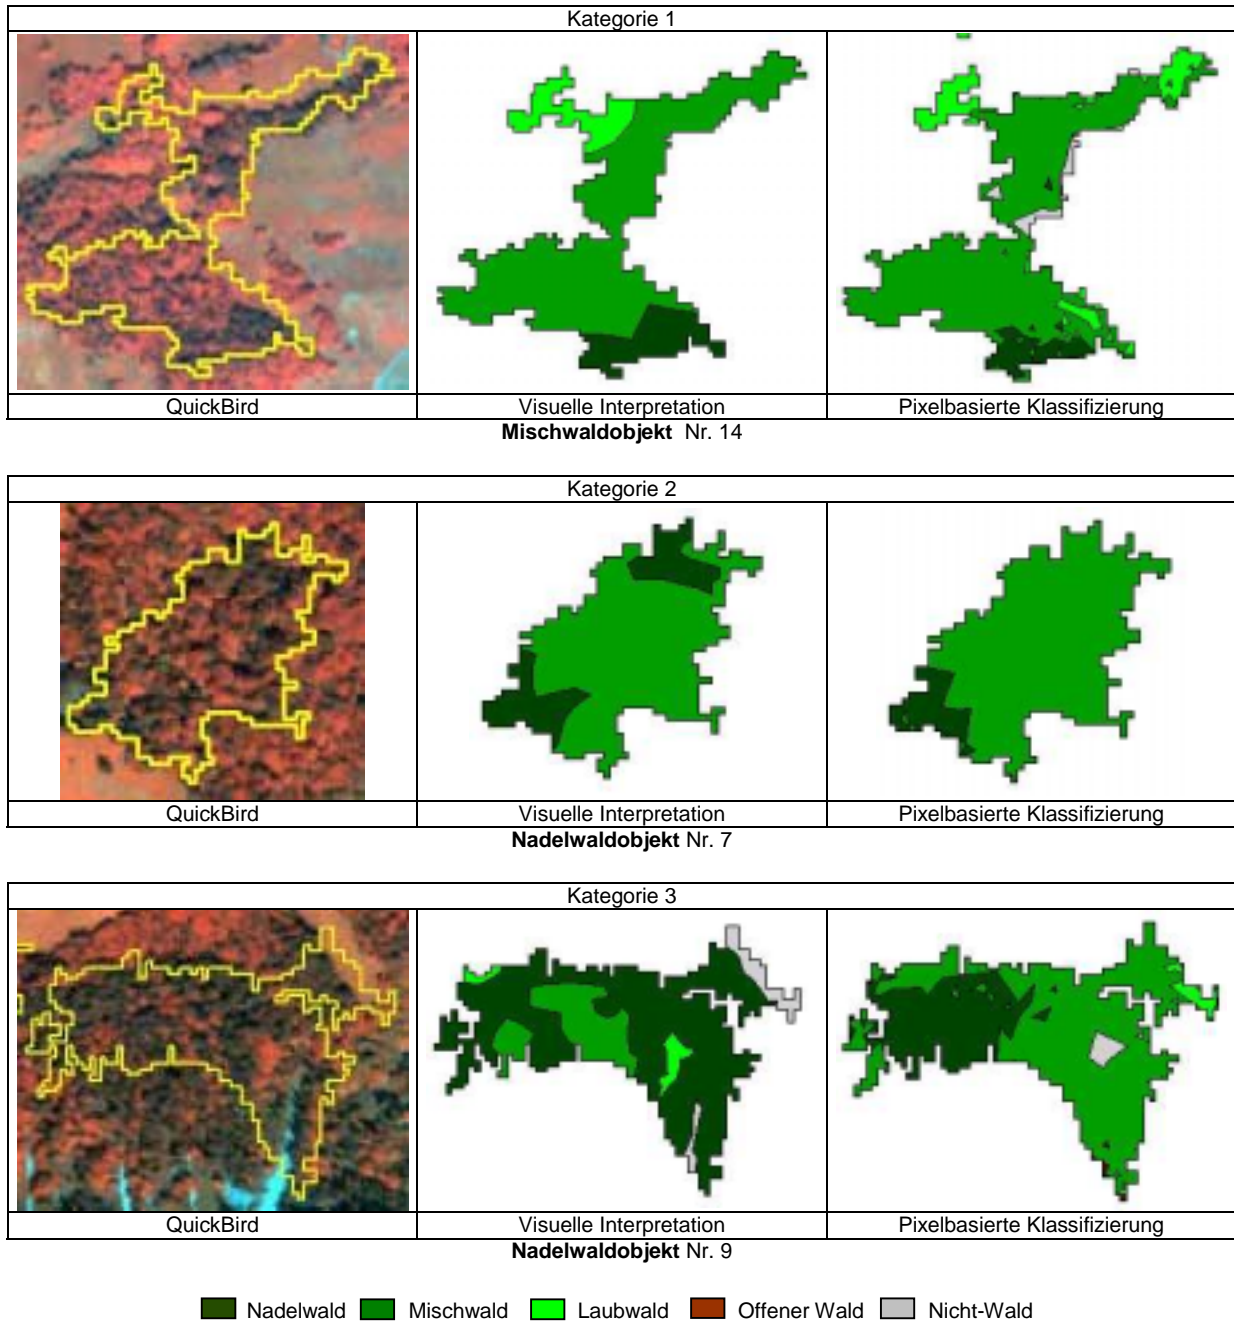 Kategorie 1
QuickBird Visuelle Interpretation Pixelbasierte Klassifizierung
Mischwaldobjekt Nr. 14
Kategorie 2
QuickBird Visuelle Interpretation Pixelbasierte Klassifizierung
Nadelwaldobjekt Nr. 7
Kategorie 3
QuickBird Visuelle Interpretation Pixelbasierte Klassifizierung
Nadelwaldobjekt Nr. 9
Nadelwald Mischwald Laubwald Offener Wald Nicht-Wald